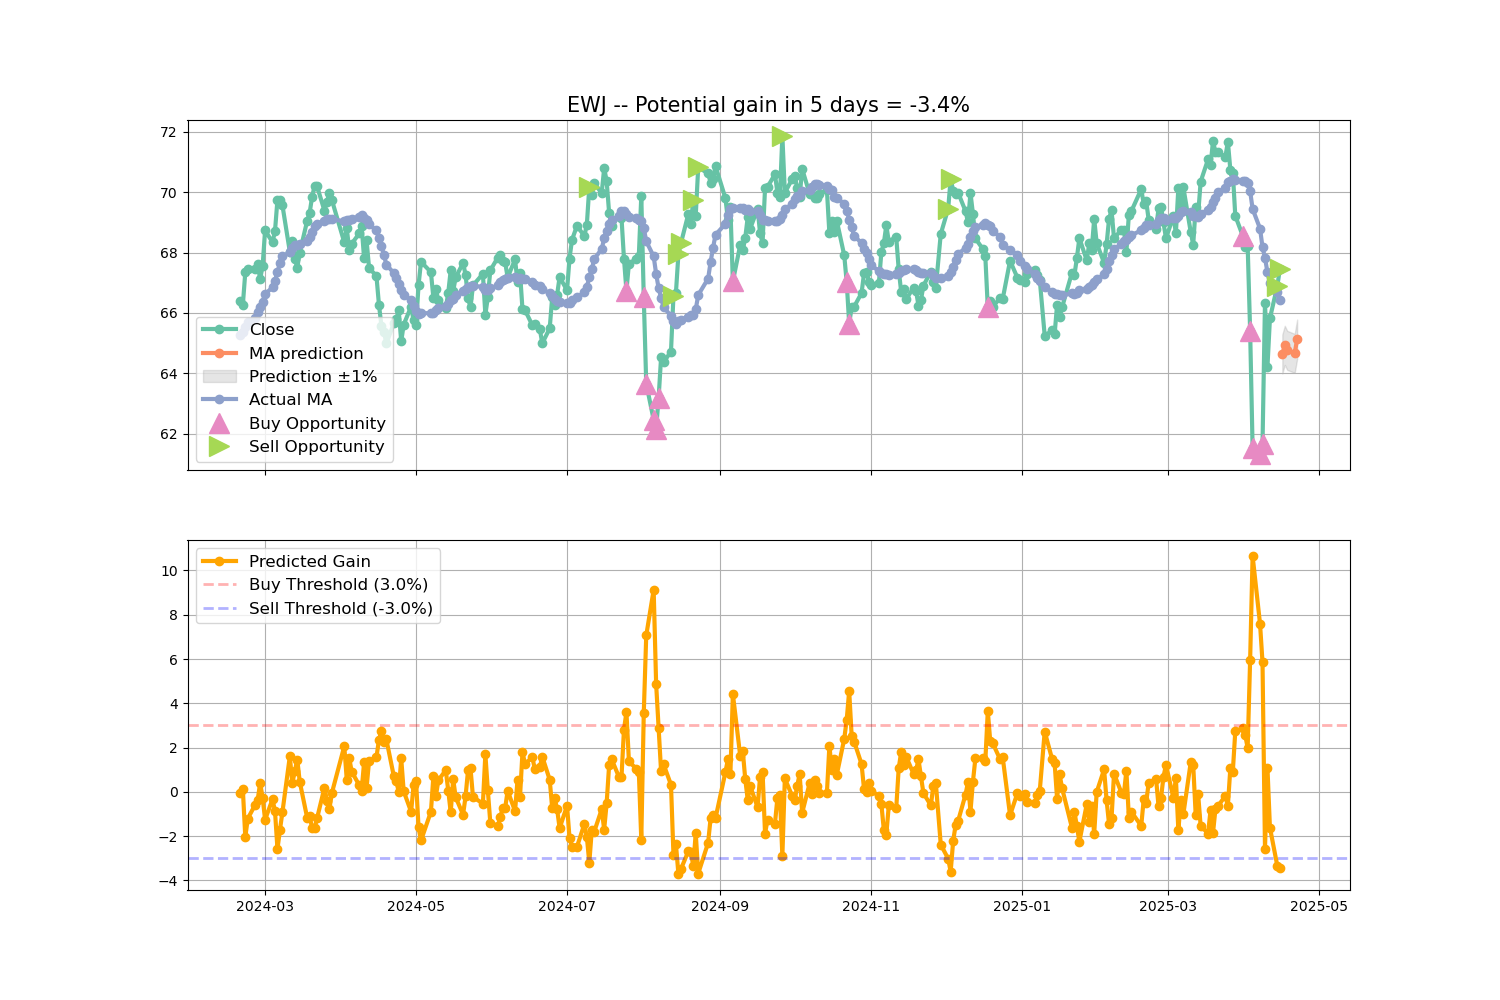 EWJ -- Potential gain in 5 days = -3.4%
72
70
68
66
64
62
Close
MA prediction
Prediction ±1%
Actual MA
Buy Opportunity
Sell Opportunity
10
8
6
4
2
0
−2
−4
Predicted Gain
Buy Threshold (3.0%)
Sell Threshold (-3.0%)
2024-03 2024-05 2024-07 2024-09 2024-11 2025-01 2025-03 2025-05